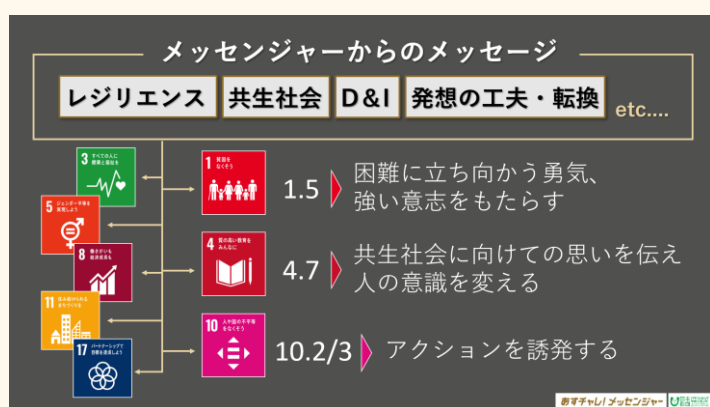 メッセンジャーからのメッセージ
レジリエンス
共生社会
D&I
発想の工夫・転換
etc....
3 すべての人に
健康と福祉を
5 ジェンダー平等を
実現しよう
8 働きがいも
経済成長も
11 住み続けられる
まちづくりを
17 パートナーシップで
目標を達成しよう
1 貧困を
なくそう
1.5
困難に立ち向かう勇気、
強い意志をもたらす
4 質の高い教育を
みんなに
4.7
共生社会に向けての思いを伝え
人の意識を変える
10 人や国の不平等
をなくそう
10.2/3
アクションを誘発する
あすチャレ!メッセンジャー